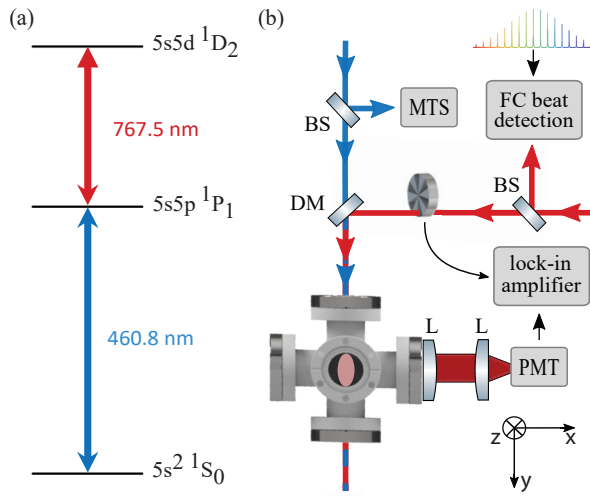 (a)
5s5d ¹D₂
767.5 nm
5s5p ¹P₁
460.8 nm
5s² ¹S₀
(b)
BS
MTS
FC beat
detection
DM
BS
lock-in
amplifier
L
L
PMT
z
x
y